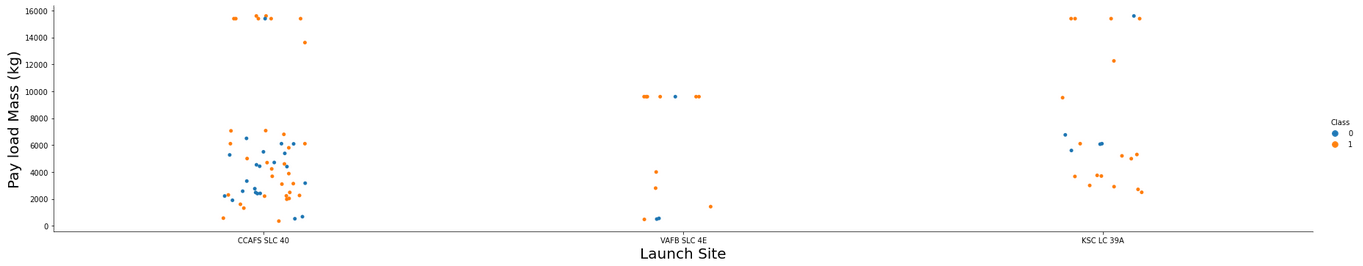 Pay load Mass (kg)
16000
14000
12000
10000
8000
6000
4000
2000
0
CCAFS SLC 40
VAFB SLC 4E
KSC LC 39A
Launch Site
Class
0
1